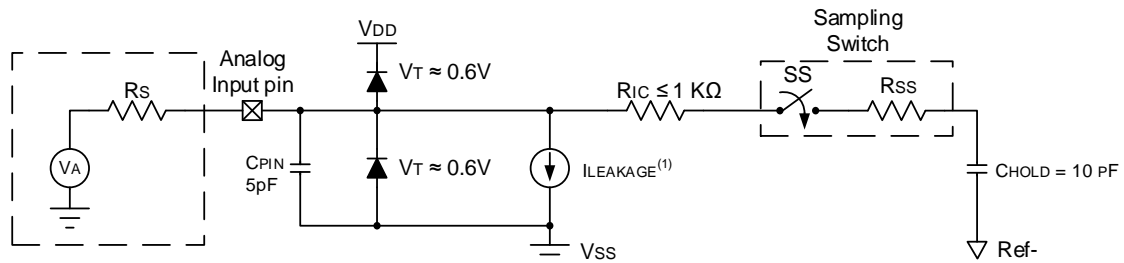 Sampling
Switch
VDD
Analog
Input pin
VT ≈ 0.6V
RS
RIC ≤ 1 KΩ
SS
RSS
VA
CPIN
5pF
VT ≈ 0.6V
ILEAKAGE(1)
CHOLD = 10 PF
VSS
Ref-